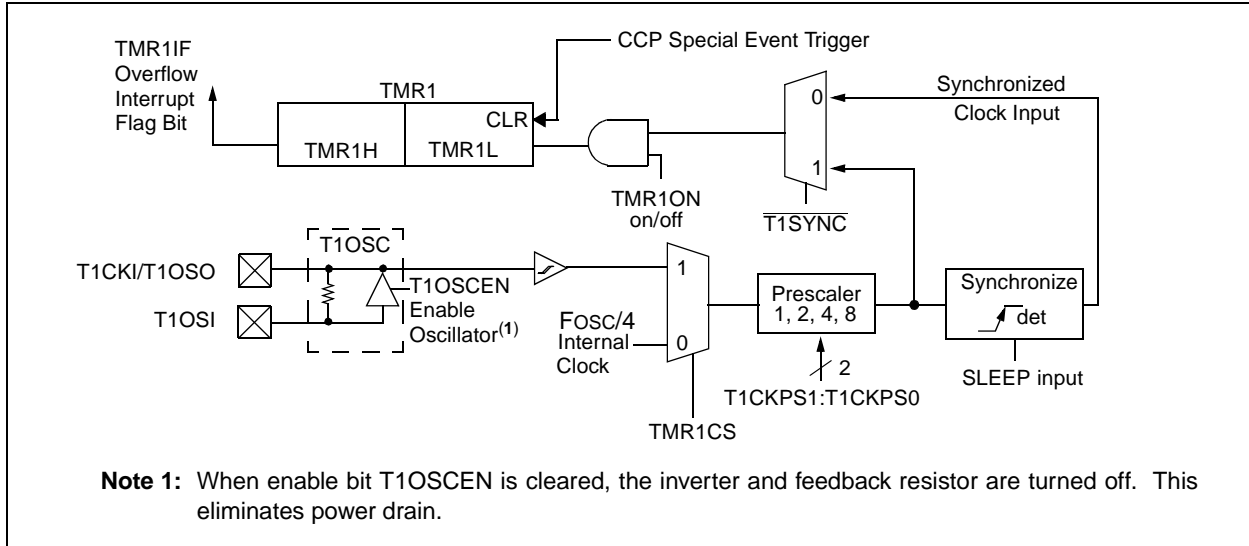 TMR1IF
Overflow
Interrupt
Flag Bit
CCP Special Event Trigger
TMR1
CLR
TMR1H
TMR1L
TMR1ON
on/off
0
1
T1SYNC
Synchronized
Clock Input
T1OSC
T1CKI/T1OSO
T1OSI
T1OSCEN
Enable
Oscillator(1)
FOSC/4
Internal
Clock
1
0
TMR1CS
Prescaler
1, 2, 4, 8
2
T1CKPS1:T1CKPS0
Synchronize
det
SLEEP input
Note 1: When enable bit T1OSCEN is cleared, the inverter and feedback resistor are turned off. This
eliminates power drain.